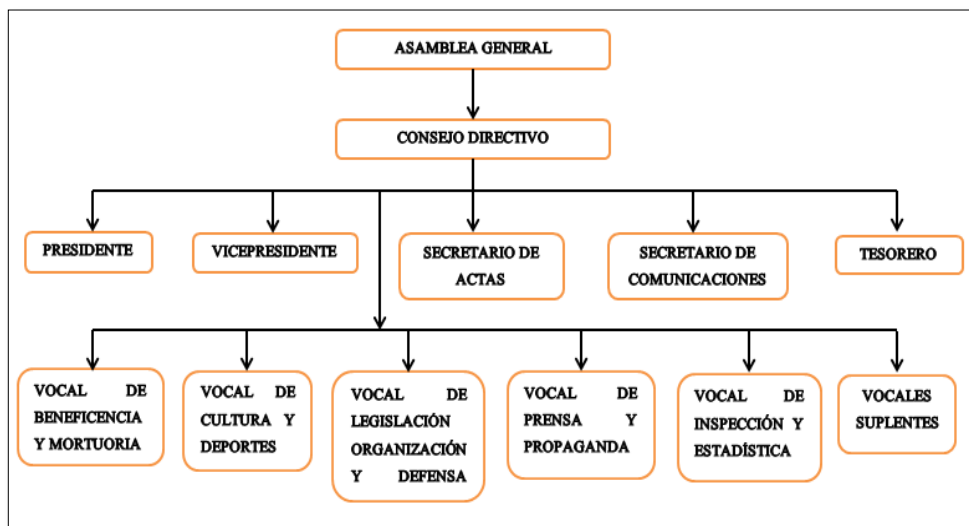 ASAMBLEA GENERAL
CONSEJO DIRECTIVO
PRESIDENTE
VICEPRESIDENTE
SECRETARIO DE
ACTAS
SECRETARIO DE
COMUNICACIONES
TESORERO
VOCAL DE
BENEFICENCIA
Y MORTUORIA
VOCAL DE
CULTURA Y
DEPORTES
VOCAL DE
LEGISLACIÓN
ORGANIZACIÓN
Y DEFENSA
VOCAL DE
PRENSA Y
PROPAGANDA
VOCAL DE
INSPECCIÓN Y
ESTADÍSTICA
VOCALES
SUPLENTES